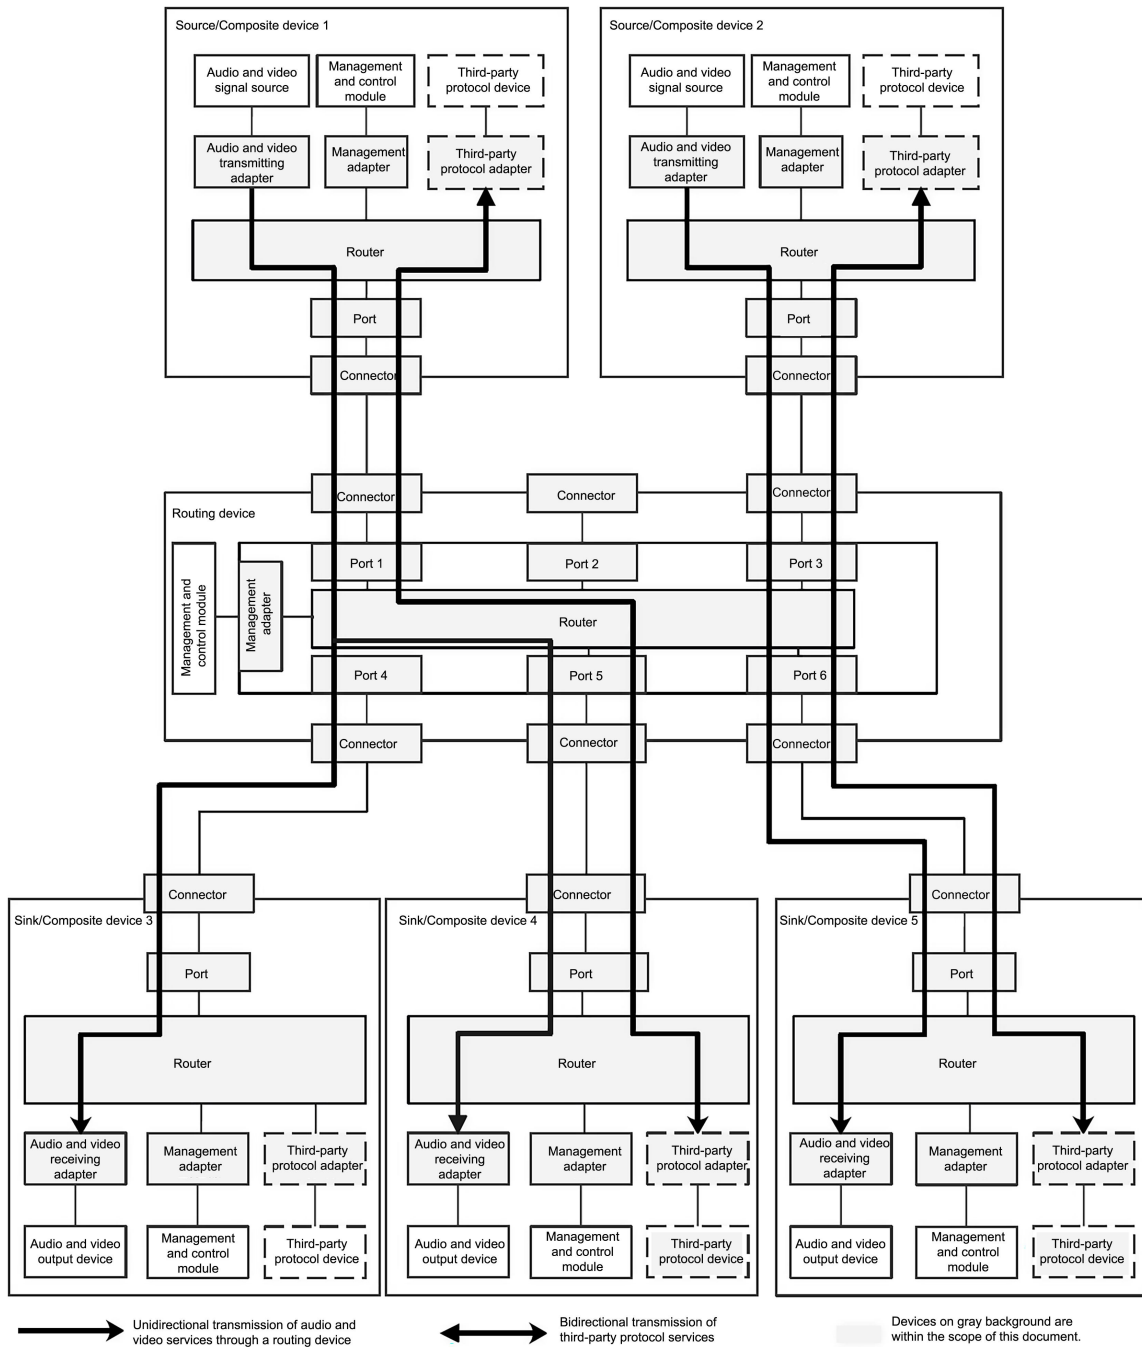 Source/Composite device 1
Audio and video
signal source
Management
and control
module
Third-party
protocol device
Audio and video
transmitting
adapter
Management
adapter
Third-party
protocol adapter
Router
Port
Connector
Source/Composite device 2
Audio and video
signal source
Management
and control
module
Third-party
protocol device
Audio and video
transmitting
adapter
Management
adapter
Third-party
protocol adapter
Router
Port
Connector
Connector
Connector
Connector
Routing device
Management and
control module
Management
adapter
Port 1
Port 2
Port 3
Router
Port 4
Port 5
Port 6
Connector
Connector
Connector
Connector
Sink/Composite device 3
Port
Router
Audio and video
receiving
adapter
Management
adapter
Third-party
protocol adapter
Audio and video
output device
Management
and control
module
Third-party
protocol device
Connector
Sink/Composite device 4
Port
Router
Audio and video
receiving
adapter
Management
adapter
Third-party
protocol adapter
Audio and video
output device
Management
and control
module
Third-party
protocol device
Connector
Sink/Composite device 5
Port
Router
Audio and video
receiving
adapter
Management
adapter
Third-party
protocol adapter
Audio and video
output device
Management
and control
module
Third-party
protocol device
Unidirectional transmission of audio and
video services through a routing device
Bidirectional transmission of
third-party protocol services
Devices on gray background are
within the scope of this document.